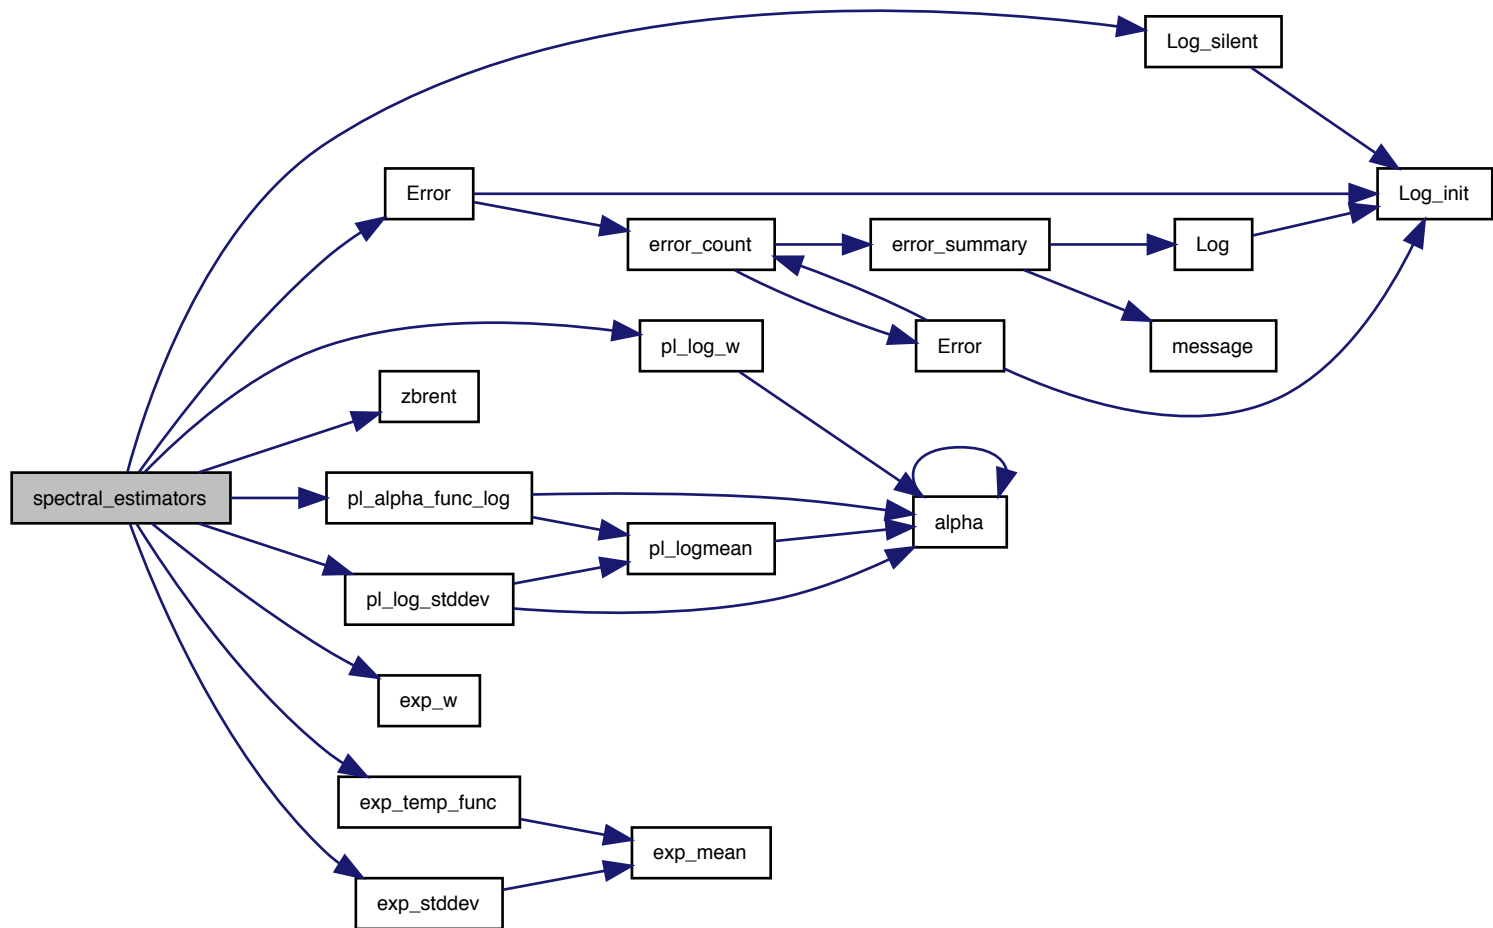 Log_silent
Error
Log_init
error_count
error_summary
Log
pl_log_w
Error
message
zbrent
spectral_estimators
pl_alpha_func_log
alpha
pl_logmean
pl_log_stddev
exp_w
exp_temp_func
exp_mean
exp_stddev